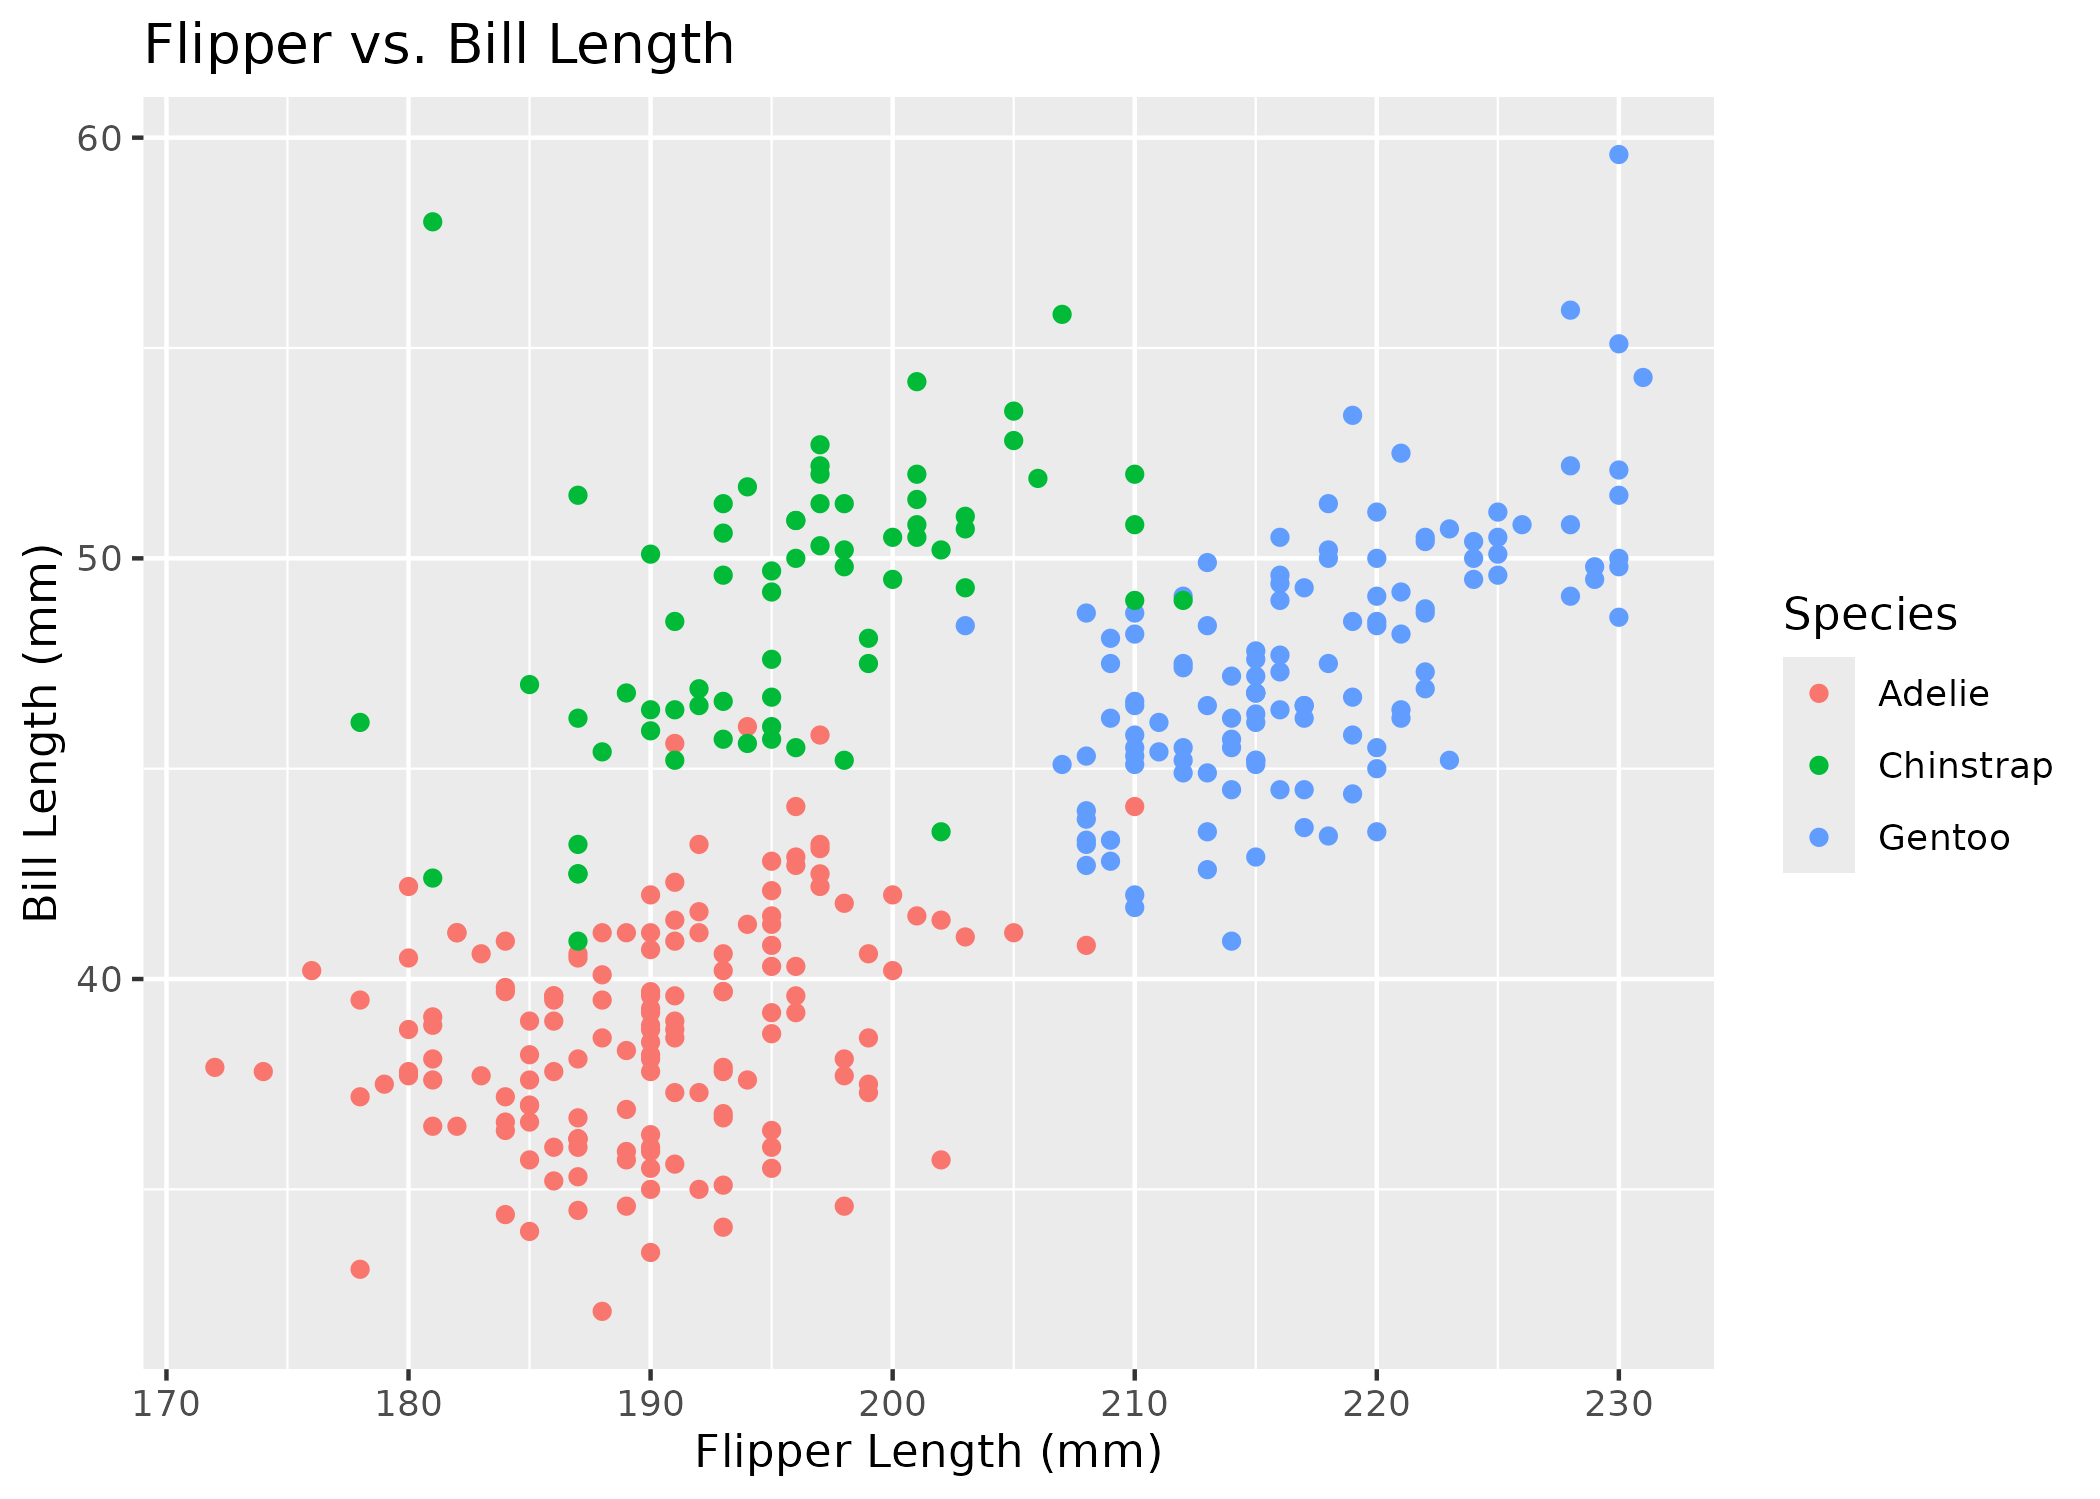 Flipper vs. Bill Length
60
50
40
Bill Length (mm)
170 180 190 200 210 220 230
Flipper Length (mm)
Species
Adelie
Chinstrap
Gentoo